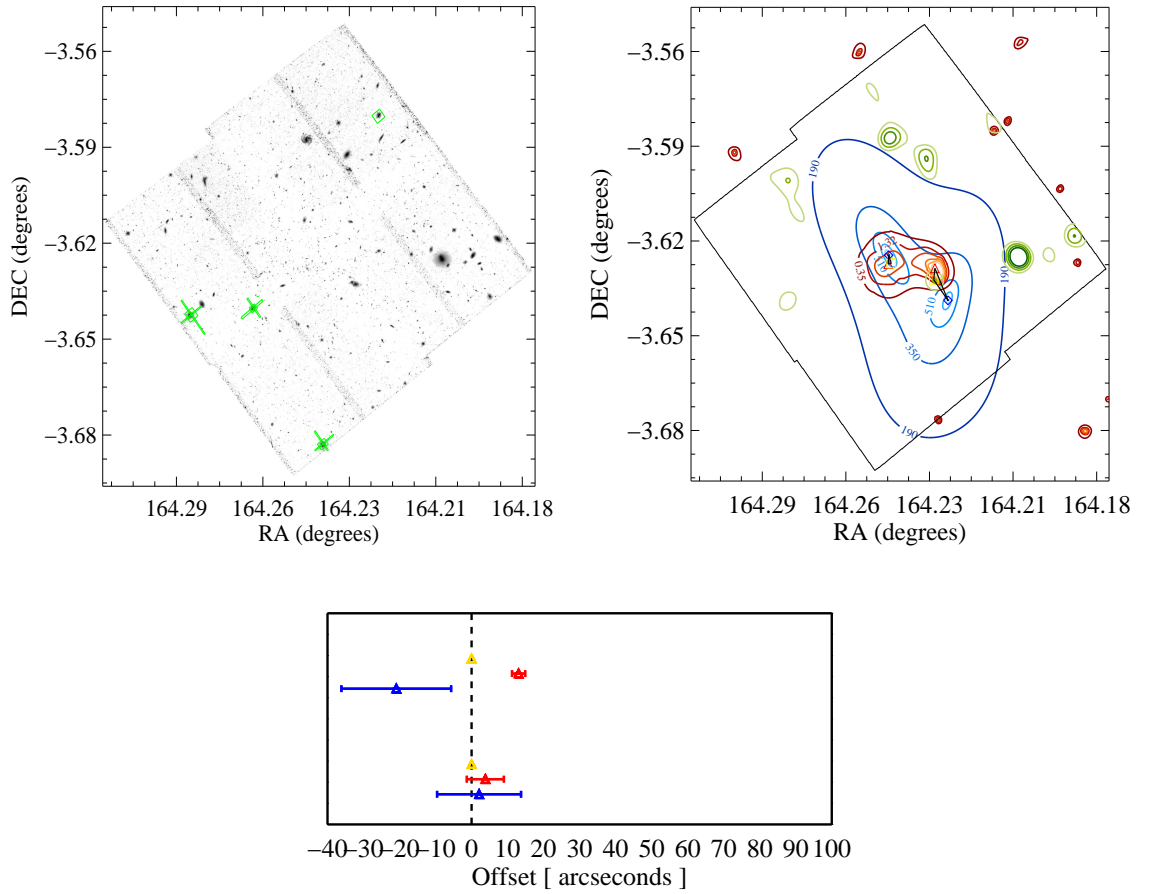 −3.56
−3.59
−3.62
−3.65
−3.68
DEC (degrees)
164.29 164.26 164.23 164.21 164.18
RA (degrees)
−3.56
−3.59
−3.62
−3.65
−3.68
DEC (degrees)
190
190
0.35
510
350
190
164.29 164.26 164.23 164.21 164.18
RA (degrees)
−40 −30 −20 −10 0 10 20 30 40 50 60 70 80 90 100
Offset [ arcseconds ]